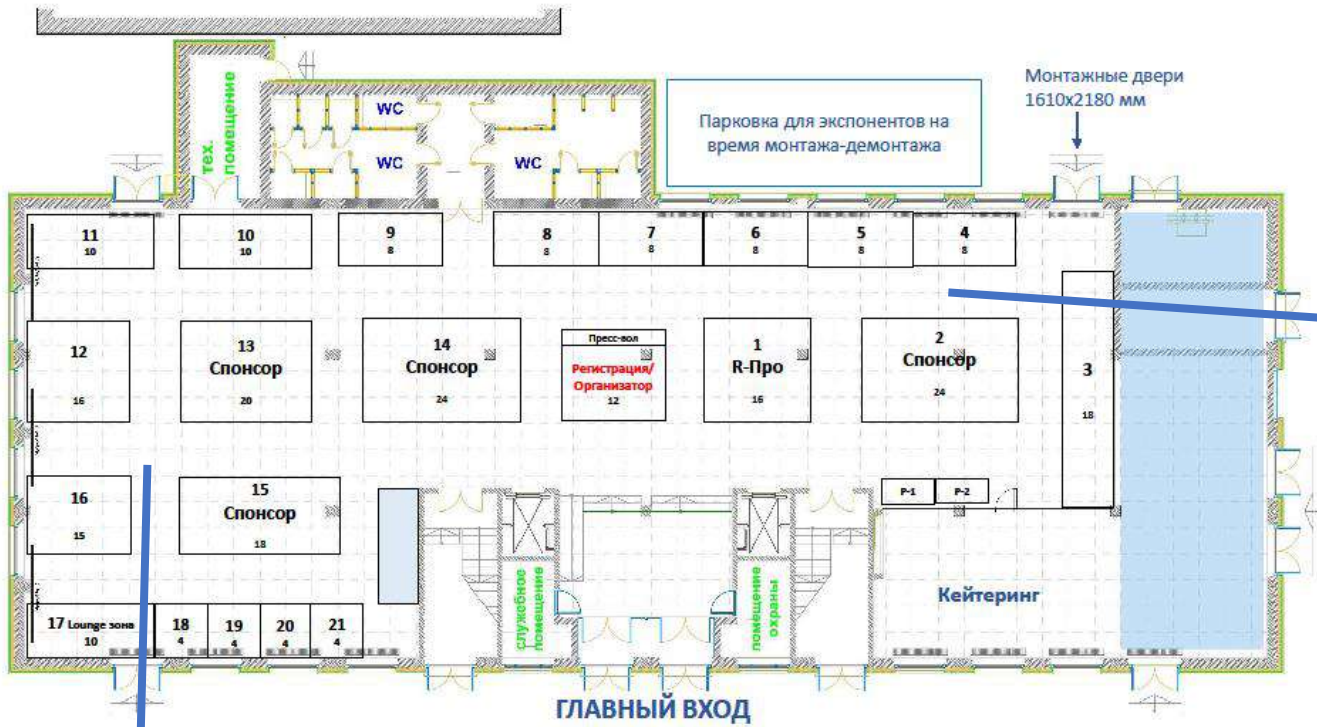 Монтажные двери
1610x2180 мм
Парковка для экспонентов на
время монтажа-демонтажа
тех.
помещение
WC
WC
WC
11
10
10
10
9
8
8
8
7
8
6
8
5
8
4
8
12
16
13
Спонсор
20
14
Спонсор
24
Пресс-вол
Регистрация/
Организатор
12
1
R-Про
16
2
Спонсор
24
3
18
16
15
15
Спонсор
18
P-1
P-2
17 Lounge зона
10
18
4
19
4
20
4
21
4
служебное
помещение
помещение
охраны
Кейтеринг
ГЛАВНЫЙ ВХОД